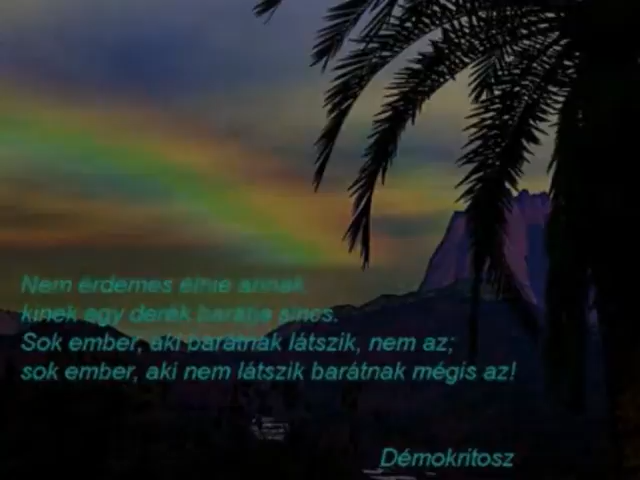 Nem érdemes élnie annak
kinek egy derék barátja sincs.
Sok ember, aki barátnak látszik, nem az;
sok ember, aki nem látszik barátnak mégis az!
Démokritosz